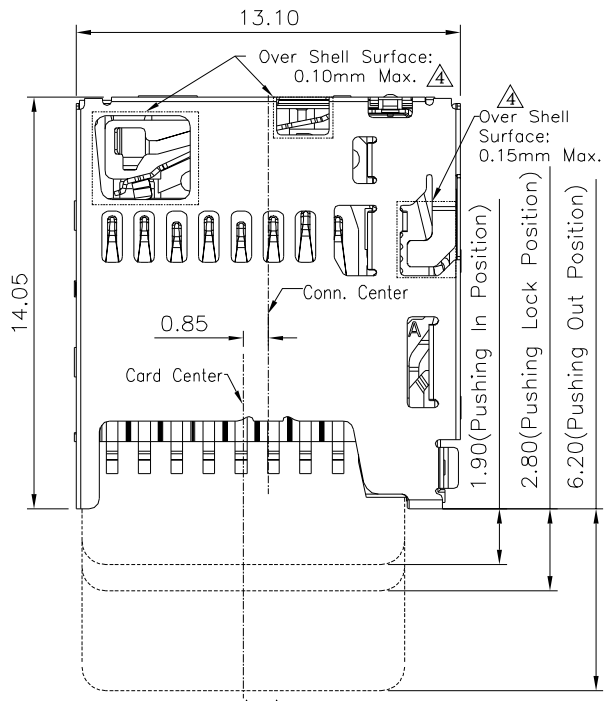 13.10
Over Shell Surface:
0.10mm Max. 4
4
Over Shell
Surface:
0.15mm Max.
14.05
Conn. Center
0.85
Card Center
A
1.90(Pushing In Position)
2.80(Pushing Lock Position)
6.20(Pushing Out Position)